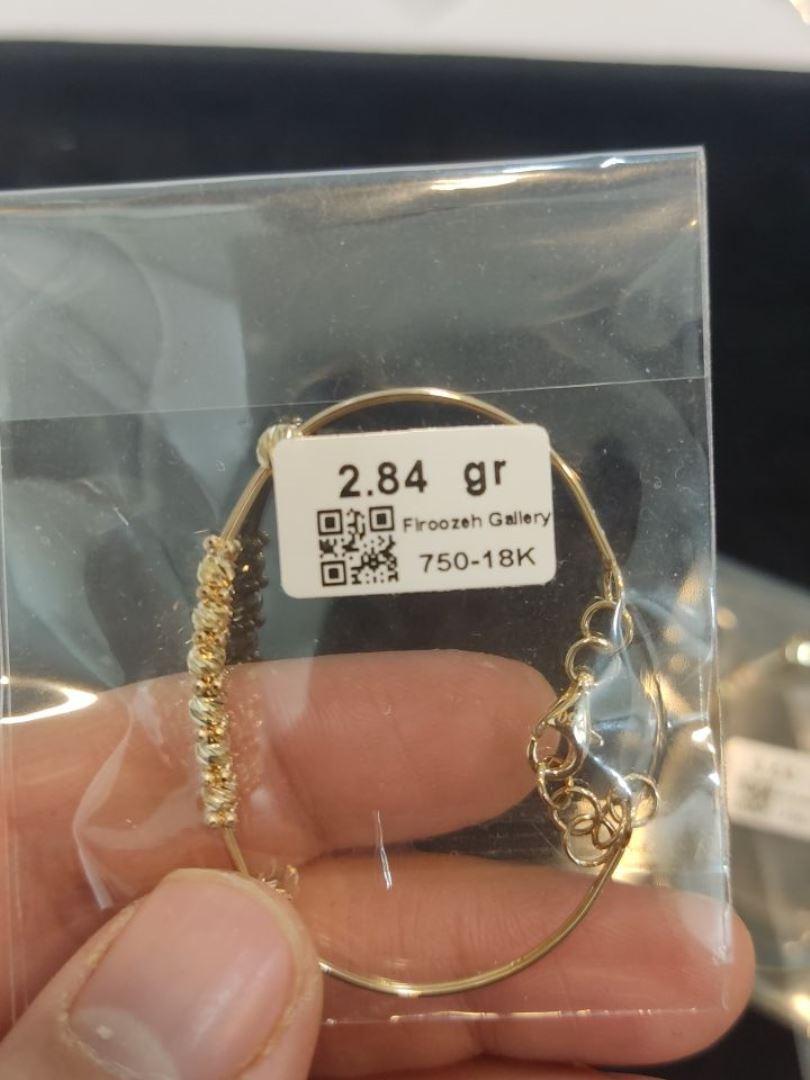 2.84 gr
Firoozeh Gallery
750-18K